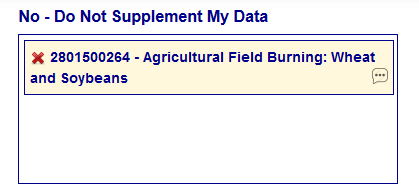 No - Do Not Supplement My Data
2801500264 - Agricultural Field Burning: Wheat
and Soybeans